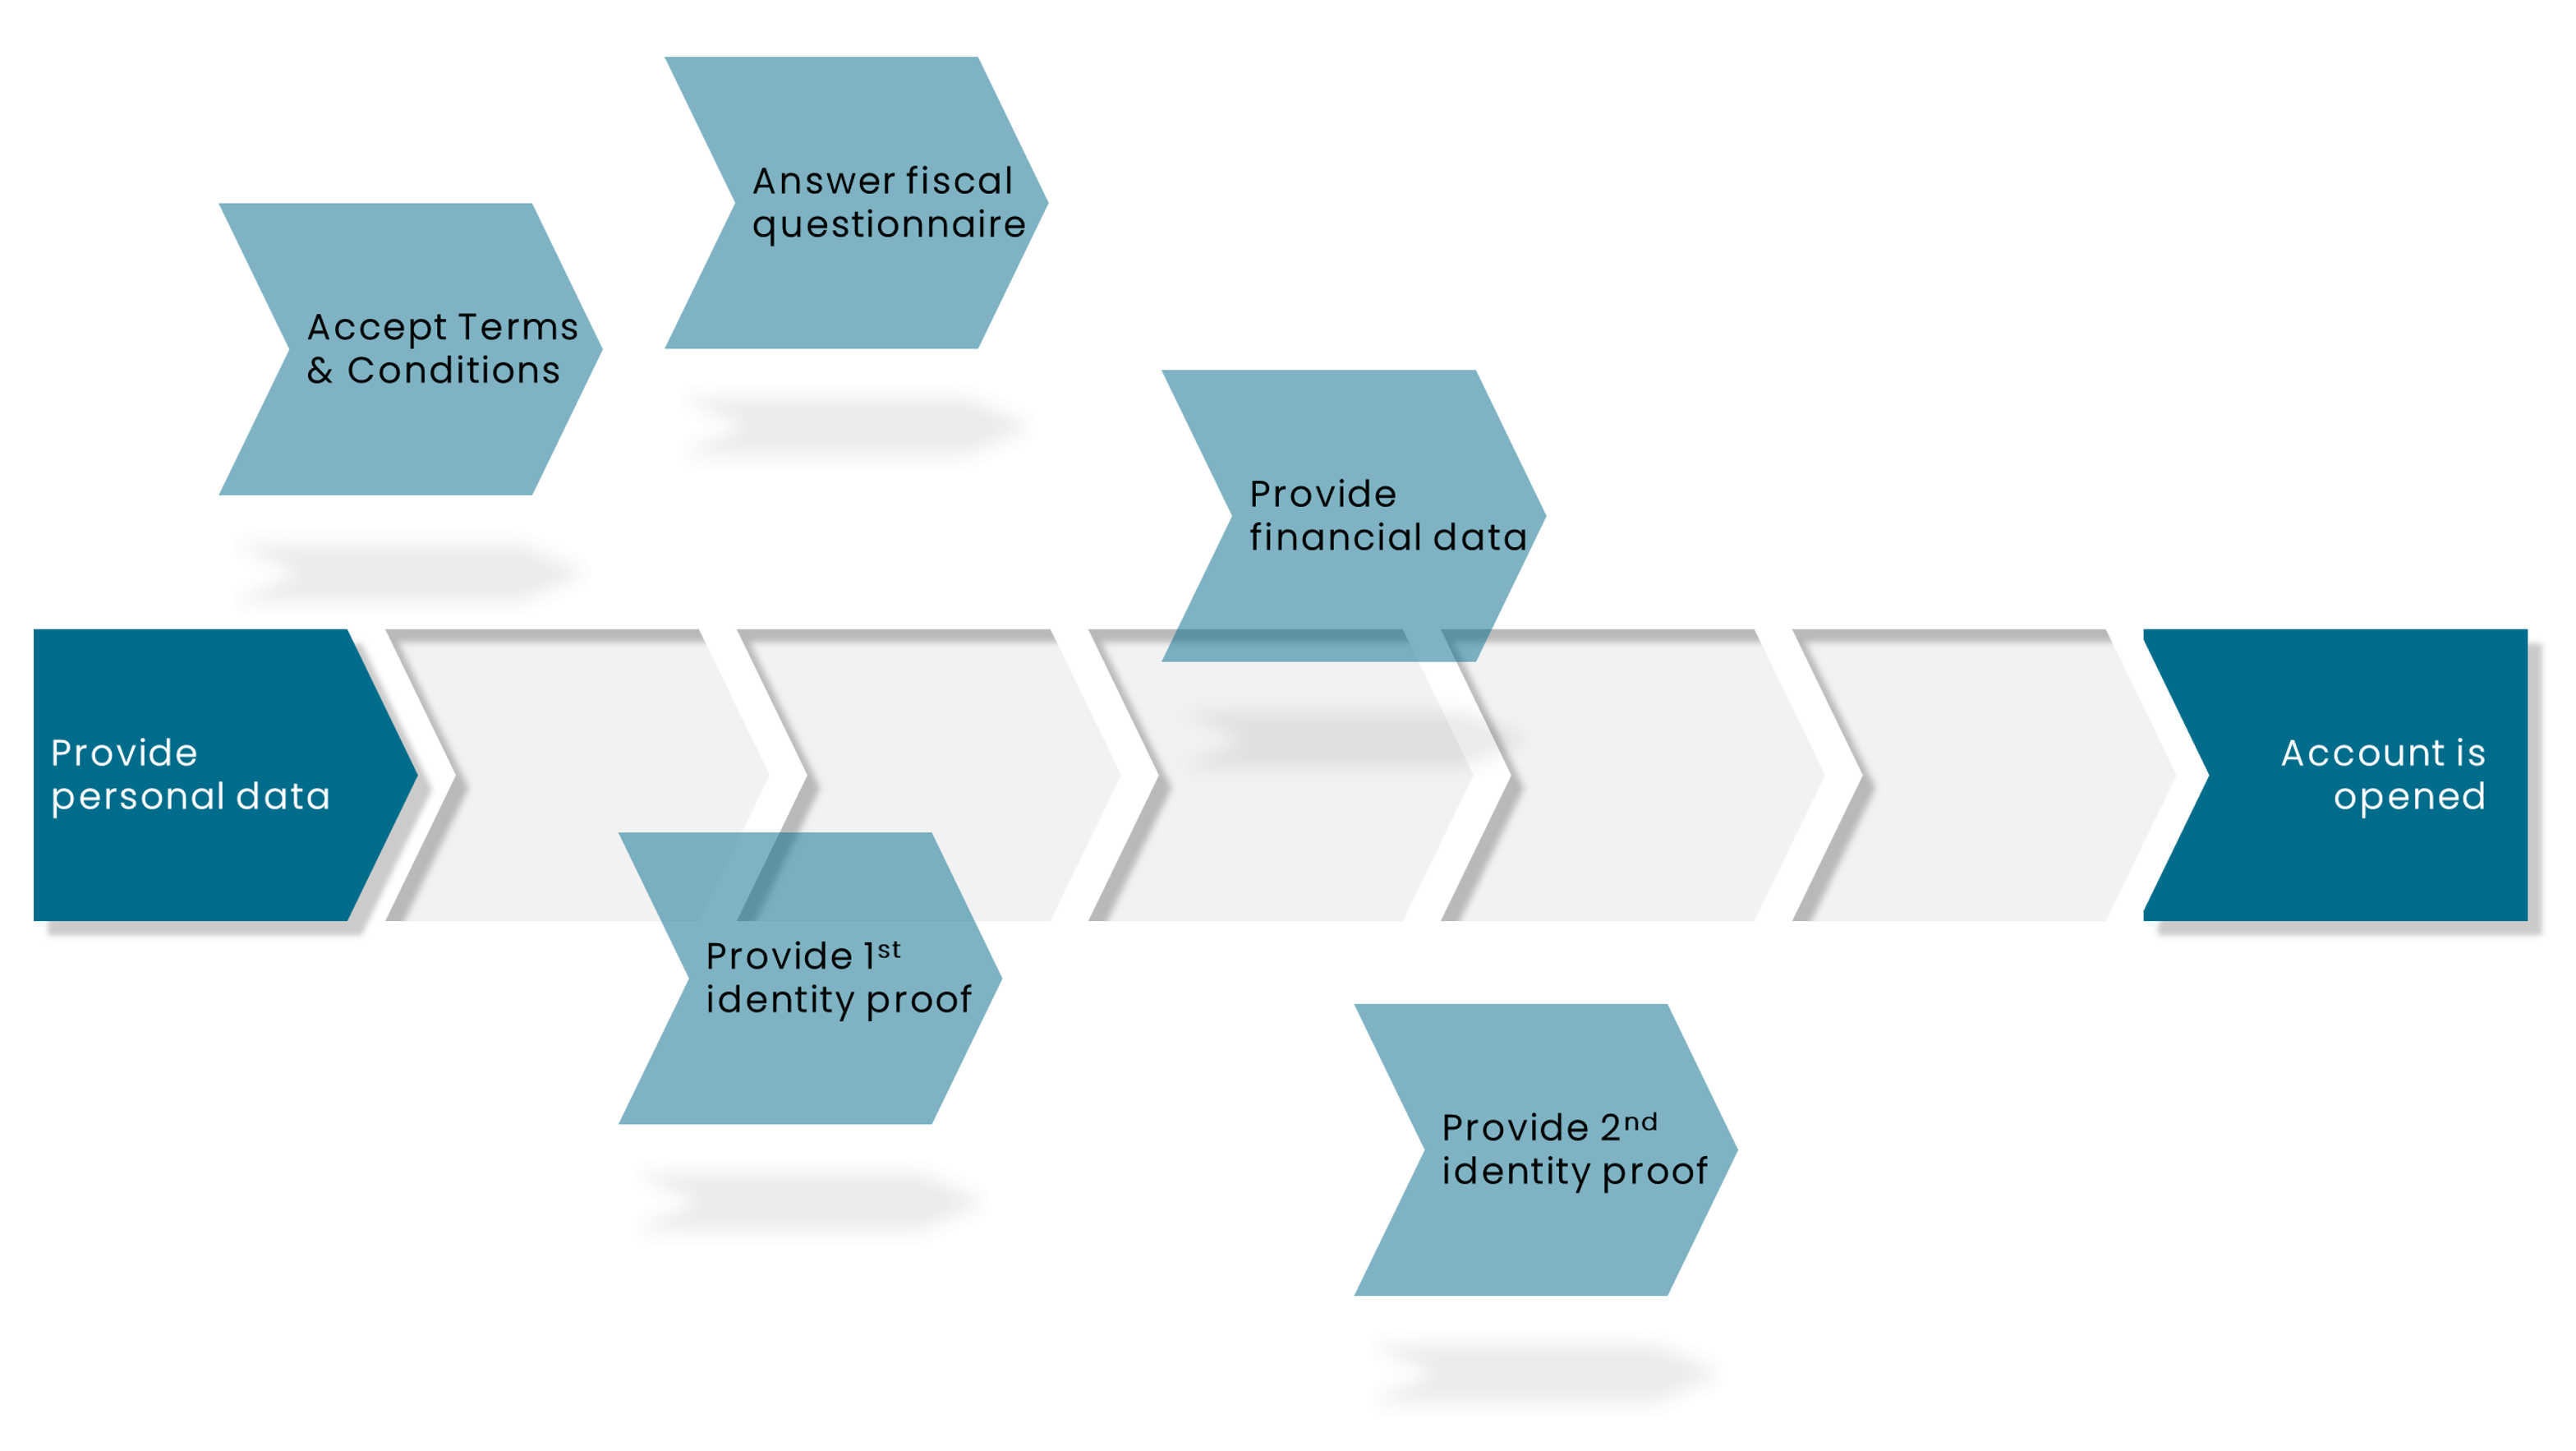 Answer fiscal
questionnaire
Accept Terms
& Conditions
Provide
financial data
Provide
personal data
Account is
opened
Provide 1st
identity proof
Provide 2nd
identity proof